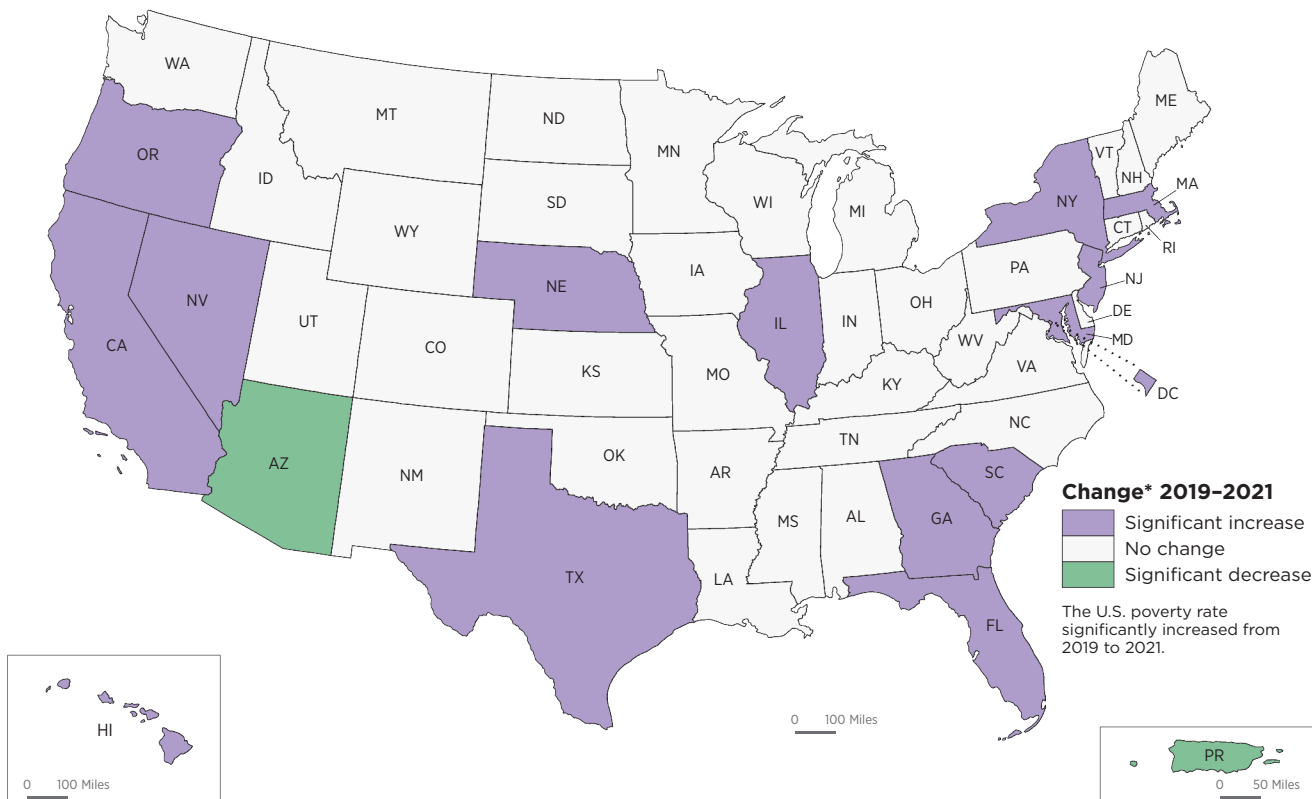 WA
MT
ND
MN
ME
OR
ID
SD
WI
MI
VT
NH
NY
MA
WY
CT
RI
IA
PA
NJ
NV
NE
UT
CO
IL
IN
OH
DE
MD
CA
KS
MO
WV
VA
KY
DC
NC
TN
AZ
NM
OK
AR
SC
MS
AL
GA
TX
LA
FL
Change* 2019–2021
Significant increase
No change
Significant decrease
The U.S. poverty rate
significantly increased from
2019 to 2021.
HI
0 100 Miles
0 100 Miles
PR
0 50 Miles